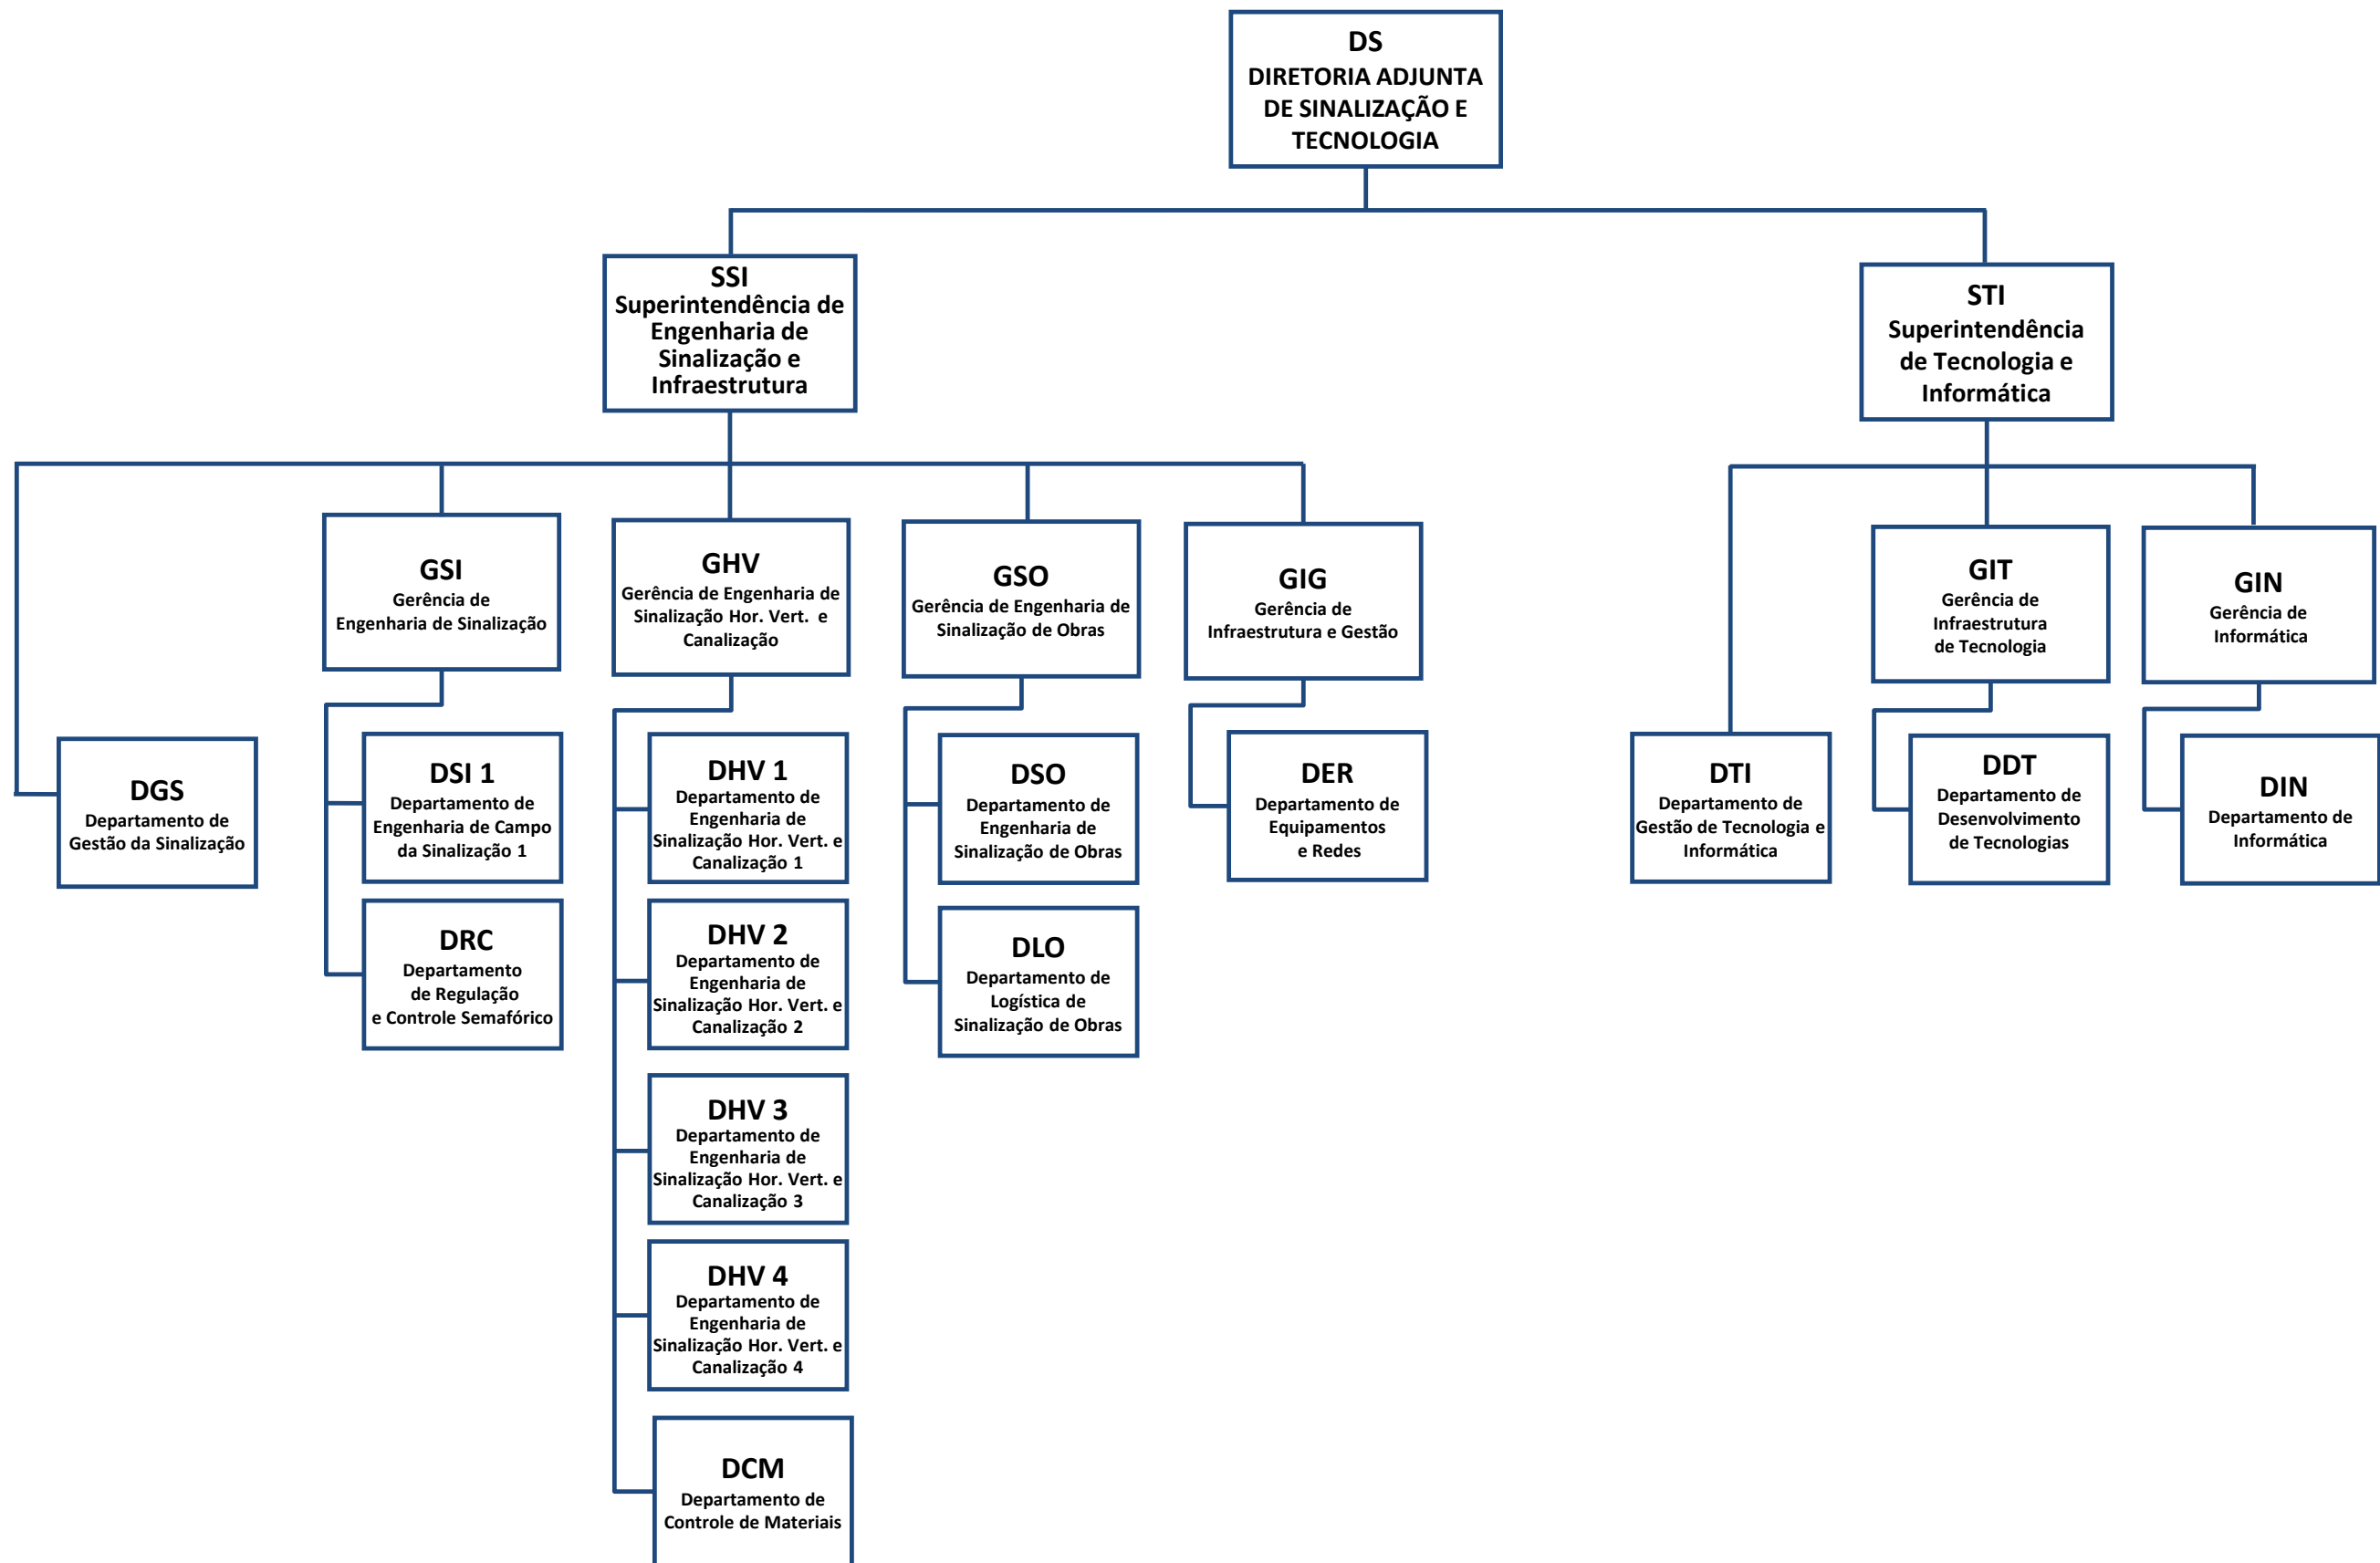 DS
DIRETORIA ADJUNTA
DE SINALIZAÇÃO E
TECNOLOGIA
SSI
Superintendência de
Engenharia de
Sinalização e
Infraestrutura
STI
Superintendência
de Tecnologia e
Informática
GSI
Gerência de
Engenharia de Sinalização
GHV
Gerência de Engenharia de
Sinalização Hor. Vert. e
Canalização
GSO
Gerência de Engenharia de
Sinalização de Obras
GIG
Gerência de
Infraestrutura e Gestão
GIT
Gerência de
Infraestrutura
de Tecnologia
GIN
Gerência de
Informática
DGS
Departamento de
Gestão da Sinalização
DSI 1
Departamento de
Engenharia de Campo
da Sinalização 1
DHV 1
Departamento de
Engenharia de
Sinalização Hor. Vert. e
Canalização 1
DSO
Departamento de
Engenharia de
Sinalização de Obras
DER
Departamento de
Equipamentos
e Redes
DTI
Departamento de
Gestão de Tecnologia e
Informática
DDT
Departamento de
Desenvolvimento
de Tecnologias
DIN
Departamento de
Informática
DRC
Departamento
de Regulação
e Controle Semafórico
DHV 2
Departamento de
Engenharia de
Sinalização Hor. Vert. e
Canalização 2
DLO
Departamento de
Logística de
Sinalização de Obras
DHV 3
Departamento de
Engenharia de
Sinalização Hor. Vert. e
Canalização 3
DHV 4
Departamento de
Engenharia de
Sinalização Hor. Vert. e
Canalização 4
DCM
Departamento de
Controle de Materiais